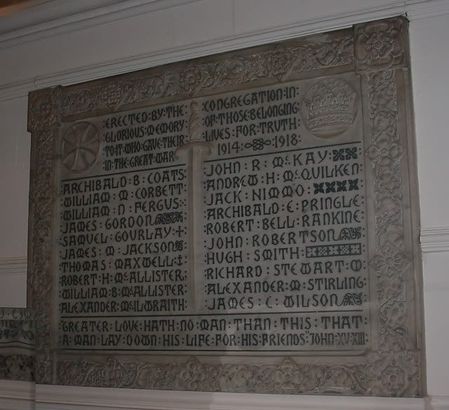 ERECTED : BY : THE CONGREGATION : IN
GLORIOUS : MEMORY OF : THOSE : BELONGING
TO : IT : WHO : GAVE : THEIR LIVES : FOR : TRUTH
IN : THE : GREAT : WAR 1914 1918
ARCHIBALD : B : COATS
WILLIAM : M : CORBETT
WILLIAM : N : FERGUS
JAMES : GORDON
SAMUEL : GOURLAY
JAMES : M : JACKSON
THOMAS : MAXWELL
ROBERT : H : McALLISTER
WILLIAM : B : McALLISTER
ALEXANDER : McILWRAITH
JOHN : R : McKAY
ANDREW : H : McQUILKEN
JACK : NIMMO
ARCHIBALD : C : PRINGLE
ROBERT : BELL : RANKINE
JOHN : ROBERTSON
HUGH : SMITH
RICHARD : STEWART
ALEXANDER : M : STIRLING
JAMES : C : WILSON
GREATER : LOVE : HATH : NO : MAN : THAN : THIS : THAT
A : MAN : LAY : DOWN : HIS : LIFE : FOR : HIS : FRIENDS : JOHN : XV : XIII